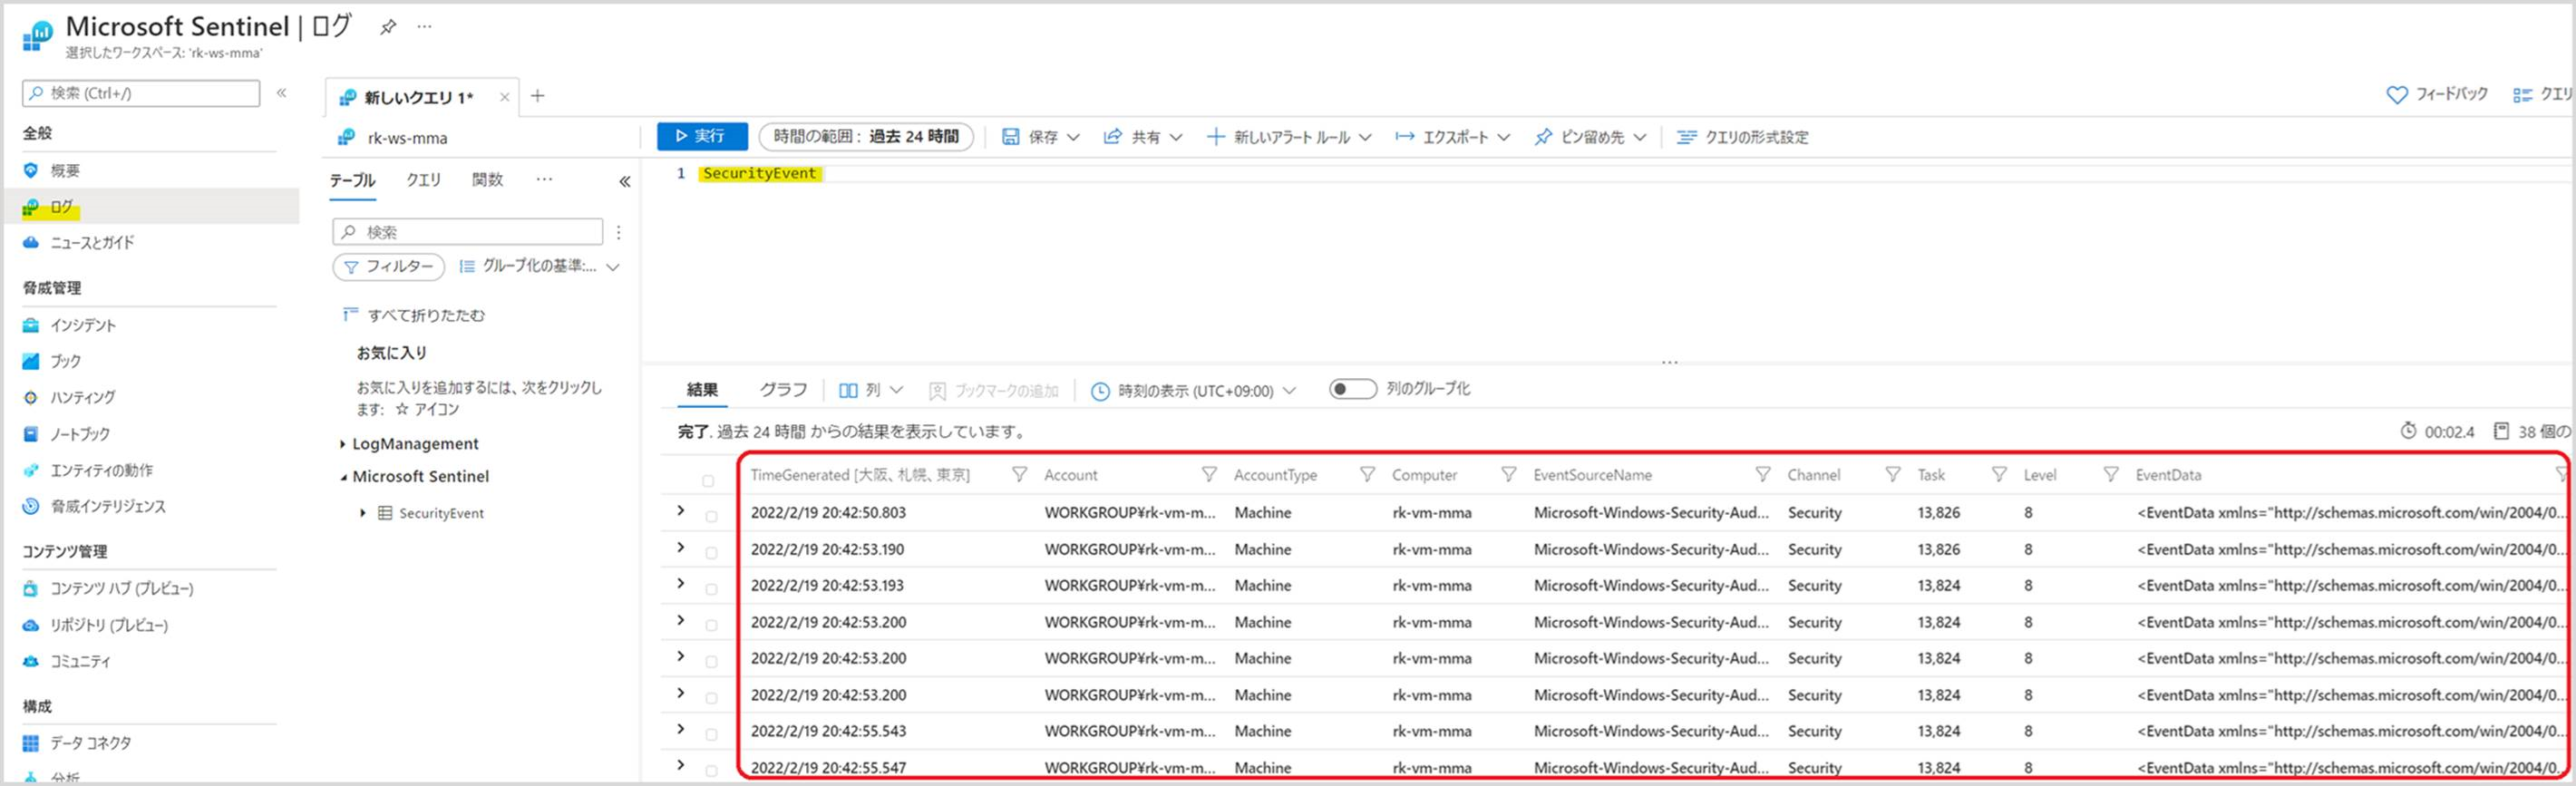 Microsoft Sentinel | ログ ...
選択したワークスペース: 'rk-ws-mma'
検索 (Ctrl+/)
«
全般
概要
ログ
ニュースとガイド
脅威管理
インシデント
ブック
ハンティング
ノートブック
エンティティの動作
脅威インテリジェンス
コンテンツ管理
コンテンツ ハブ (プレビュー)
リポジトリ (プレビュー)
コミュニティ
構成
データ コネクタ
分析
新しいクエリ 1* × +
フィードバック クエリ
rk-ws-mma
実行 時間の範囲 : 過去 24 時間 保存 共有 新しいアラート ルール エクスポート ピン留め先 クエリの形式設定
テーブル クエリ 関数 ... «
検索
フィルター グループ化の基準:...
すべて折りたたむ
お気に入り
お気に入りを追加するには、次をクリックし
ます: ☆ アイコン
LogManagement
Microsoft Sentinel
SecurityEvent
1 SecurityEvent
...
結果 グラフ 列 ブックマークの追加 時刻の表示 (UTC+09:00) 列のグループ化
完了. 過去 24 時間 からの結果を表示しています。 00:02.4 38 個の
TimeGenerated [大阪、札幌、東京] Account AccountType Computer EventSourceName Channel Task Level EventData
2022/2/19 20:42:50.803 WORKGROUP¥rk-vm-m... Machine rk-vm-mma Microsoft-Windows-Security-Aud... Security 13,826 8 <EventData xmlns="http://schemas.microsoft.com/win/2004/0...
2022/2/19 20:42:53.190 WORKGROUP¥rk-vm-m... Machine rk-vm-mma Microsoft-Windows-Security-Aud... Security 13,826 8 <EventData xmlns="http://schemas.microsoft.com/win/2004/0...
2022/2/19 20:42:53.193 WORKGROUP¥rk-vm-m... Machine rk-vm-mma Microsoft-Windows-Security-Aud... Security 13,824 8 <EventData xmlns="http://schemas.microsoft.com/win/2004/0...
2022/2/19 20:42:53.200 WORKGROUP¥rk-vm-m... Machine rk-vm-mma Microsoft-Windows-Security-Aud... Security 13,824 8 <EventData xmlns="http://schemas.microsoft.com/win/2004/0...
2022/2/19 20:42:53.200 WORKGROUP¥rk-vm-m... Machine rk-vm-mma Microsoft-Windows-Security-Aud... Security 13,824 8 <EventData xmlns="http://schemas.microsoft.com/win/2004/0...
2022/2/19 20:42:53.200 WORKGROUP¥rk-vm-m... Machine rk-vm-mma Microsoft-Windows-Security-Aud... Security 13,824 8 <EventData xmlns="http://schemas.microsoft.com/win/2004/0...
2022/2/19 20:42:55.543 WORKGROUP¥rk-vm-m... Machine rk-vm-mma Microsoft-Windows-Security-Aud... Security 13,824 8 <EventData xmlns="http://schemas.microsoft.com/win/2004/0...
2022/2/19 20:42:55.547 WORKGROUP¥rk-vm-m... Machine rk-vm-mma Microsoft-Windows-Security-Aud... Security 13,824 8 <EventData xmlns="http://schemas.microsoft.com/win/2004/0...